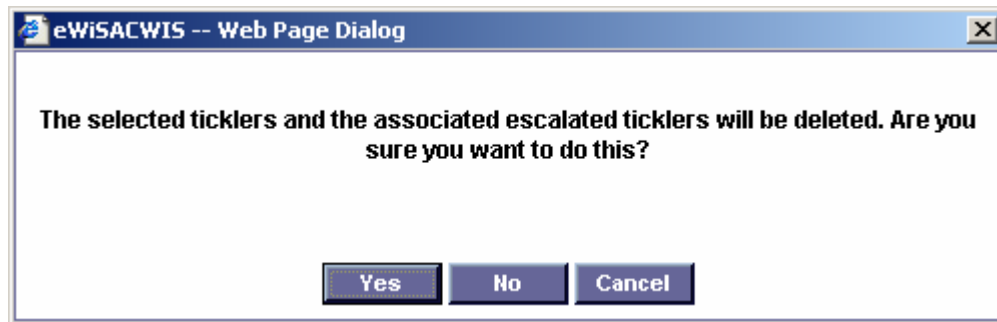 eWiSACWIS -- Web Page Dialog
The selected ticklers and the associated escalated ticklers will be deleted. Are you
sure you want to do this?
Yes No Cancel